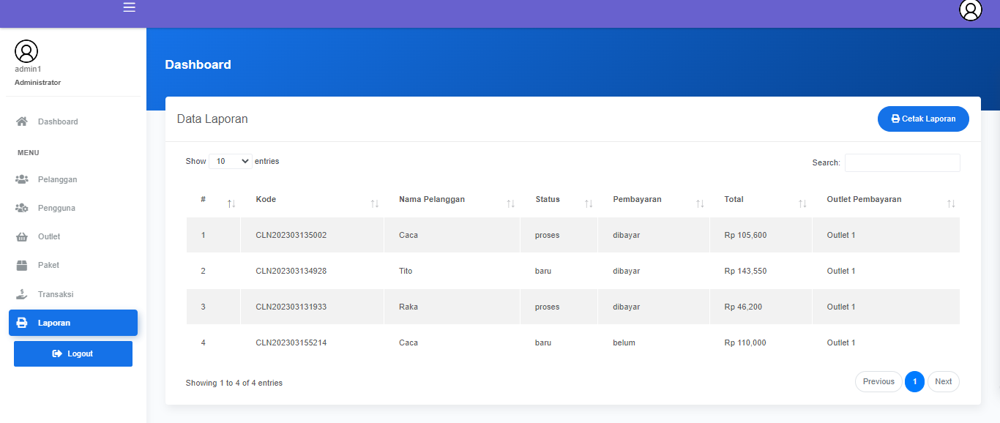 admin1
Administrator
Dashboard
MENU
Pelanggan
Pengguna
Outlet
Paket
Transaksi
Laporan
Logout
Dashboard
Data Laporan
Cetak Laporan
Show 10 entries
Search:
# Kode Nama Pelanggan Status Pembayaran Total Outlet Pembayaran
1 CLN202303135002 Caca proses dibayar Rp 105,600 Outlet 1
2 CLN202303134928 Tito baru dibayar Rp 143,550 Outlet 1
3 CLN202303131933 Raka proses dibayar Rp 46,200 Outlet 1
4 CLN202303155214 Caca baru belum Rp 110,000 Outlet 1
Showing 1 to 4 of 4 entries
Previous 1 Next